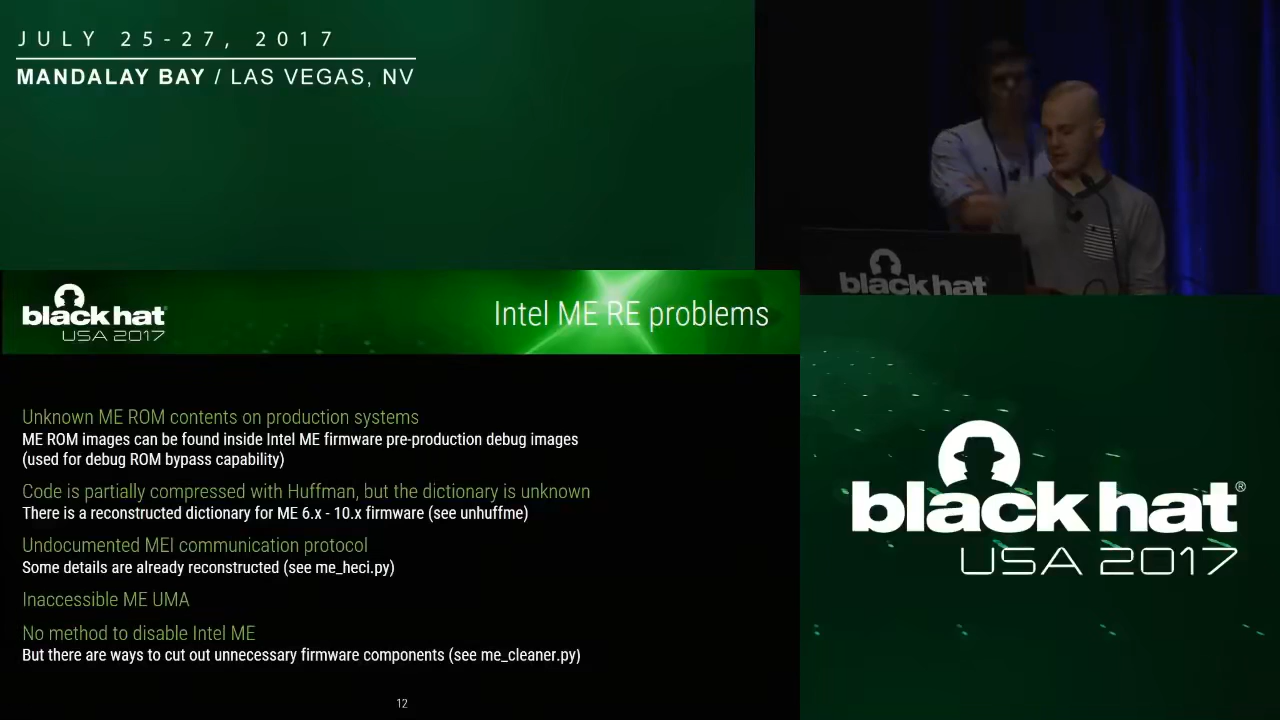 JULY 25-27, 2017
MANDALAY BAY / LAS VEGAS, NV
black hat
black hat
USA 2017
Intel ME RE problems
Unknown ME ROM contents on production systems
ME ROM images can be found inside Intel ME firmware pre-production debug images
(used for debug ROM bypass capability)
Code is partially compressed with Huffman, but the dictionary is unknown
There is a reconstructed dictionary for ME 6.x - 10.x firmware (see unhuffme)
Undocumented MEI communication protocol
Some details are already reconstructed (see me_heci.py)
Inaccessible ME UMA
No method to disable Intel ME
But there are ways to cut out unnecessary firmware components (see me_cleaner.py)
12
black hat®
USA 2017